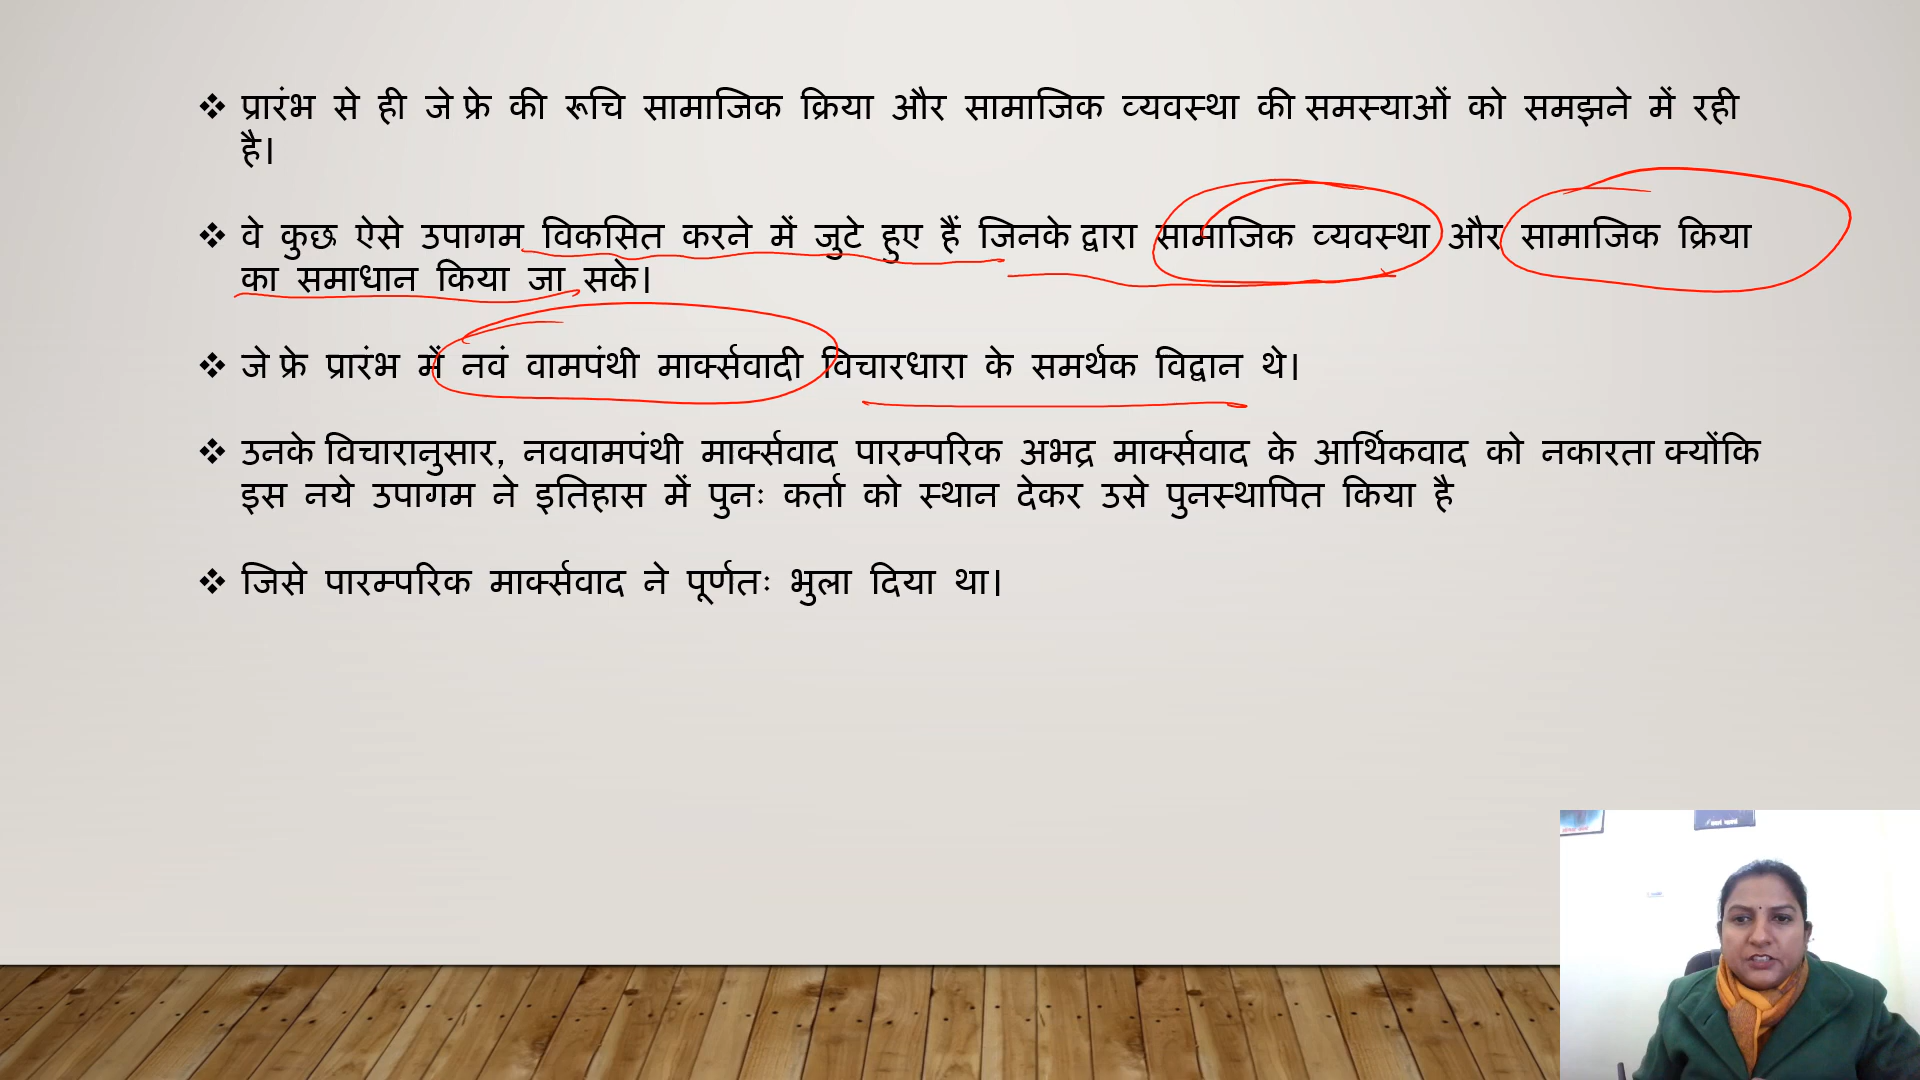 ❖ प्रारंभ से ही जेफ्रे की रूचि सामाजिक क्रिया और सामाजिक व्यवस्था की समस्याओं को समझने में रही
है।
❖ वे कुछ ऐसे उपागम विकसित करने में जुटे हुए हैं जिनके द्वारा सामाजिक व्यवस्था और सामाजिक क्रिया
का समाधान किया जा सके।
❖ जेफ्रे प्रारंभ में नवं वामपंथी मार्क्सवादी विचारधारा के समर्थक विद्वान थे।
❖ उनके विचारानुसार, नववामपंथी मार्क्सवाद पारम्परिक अभद्र मार्क्सवाद के आर्थिकवाद को नकारता क्योंकि
इस नये उपागम ने इतिहास में पुनः कर्ता को स्थान देकर उसे पुनस्थापित किया है
❖ जिसे पारम्परिक मार्क्सवाद ने पूर्णतः भुला दिया था।